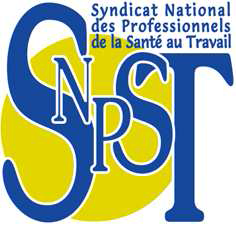 Syndicat National
des Professionnels
de la Santé au Travail
SNPST